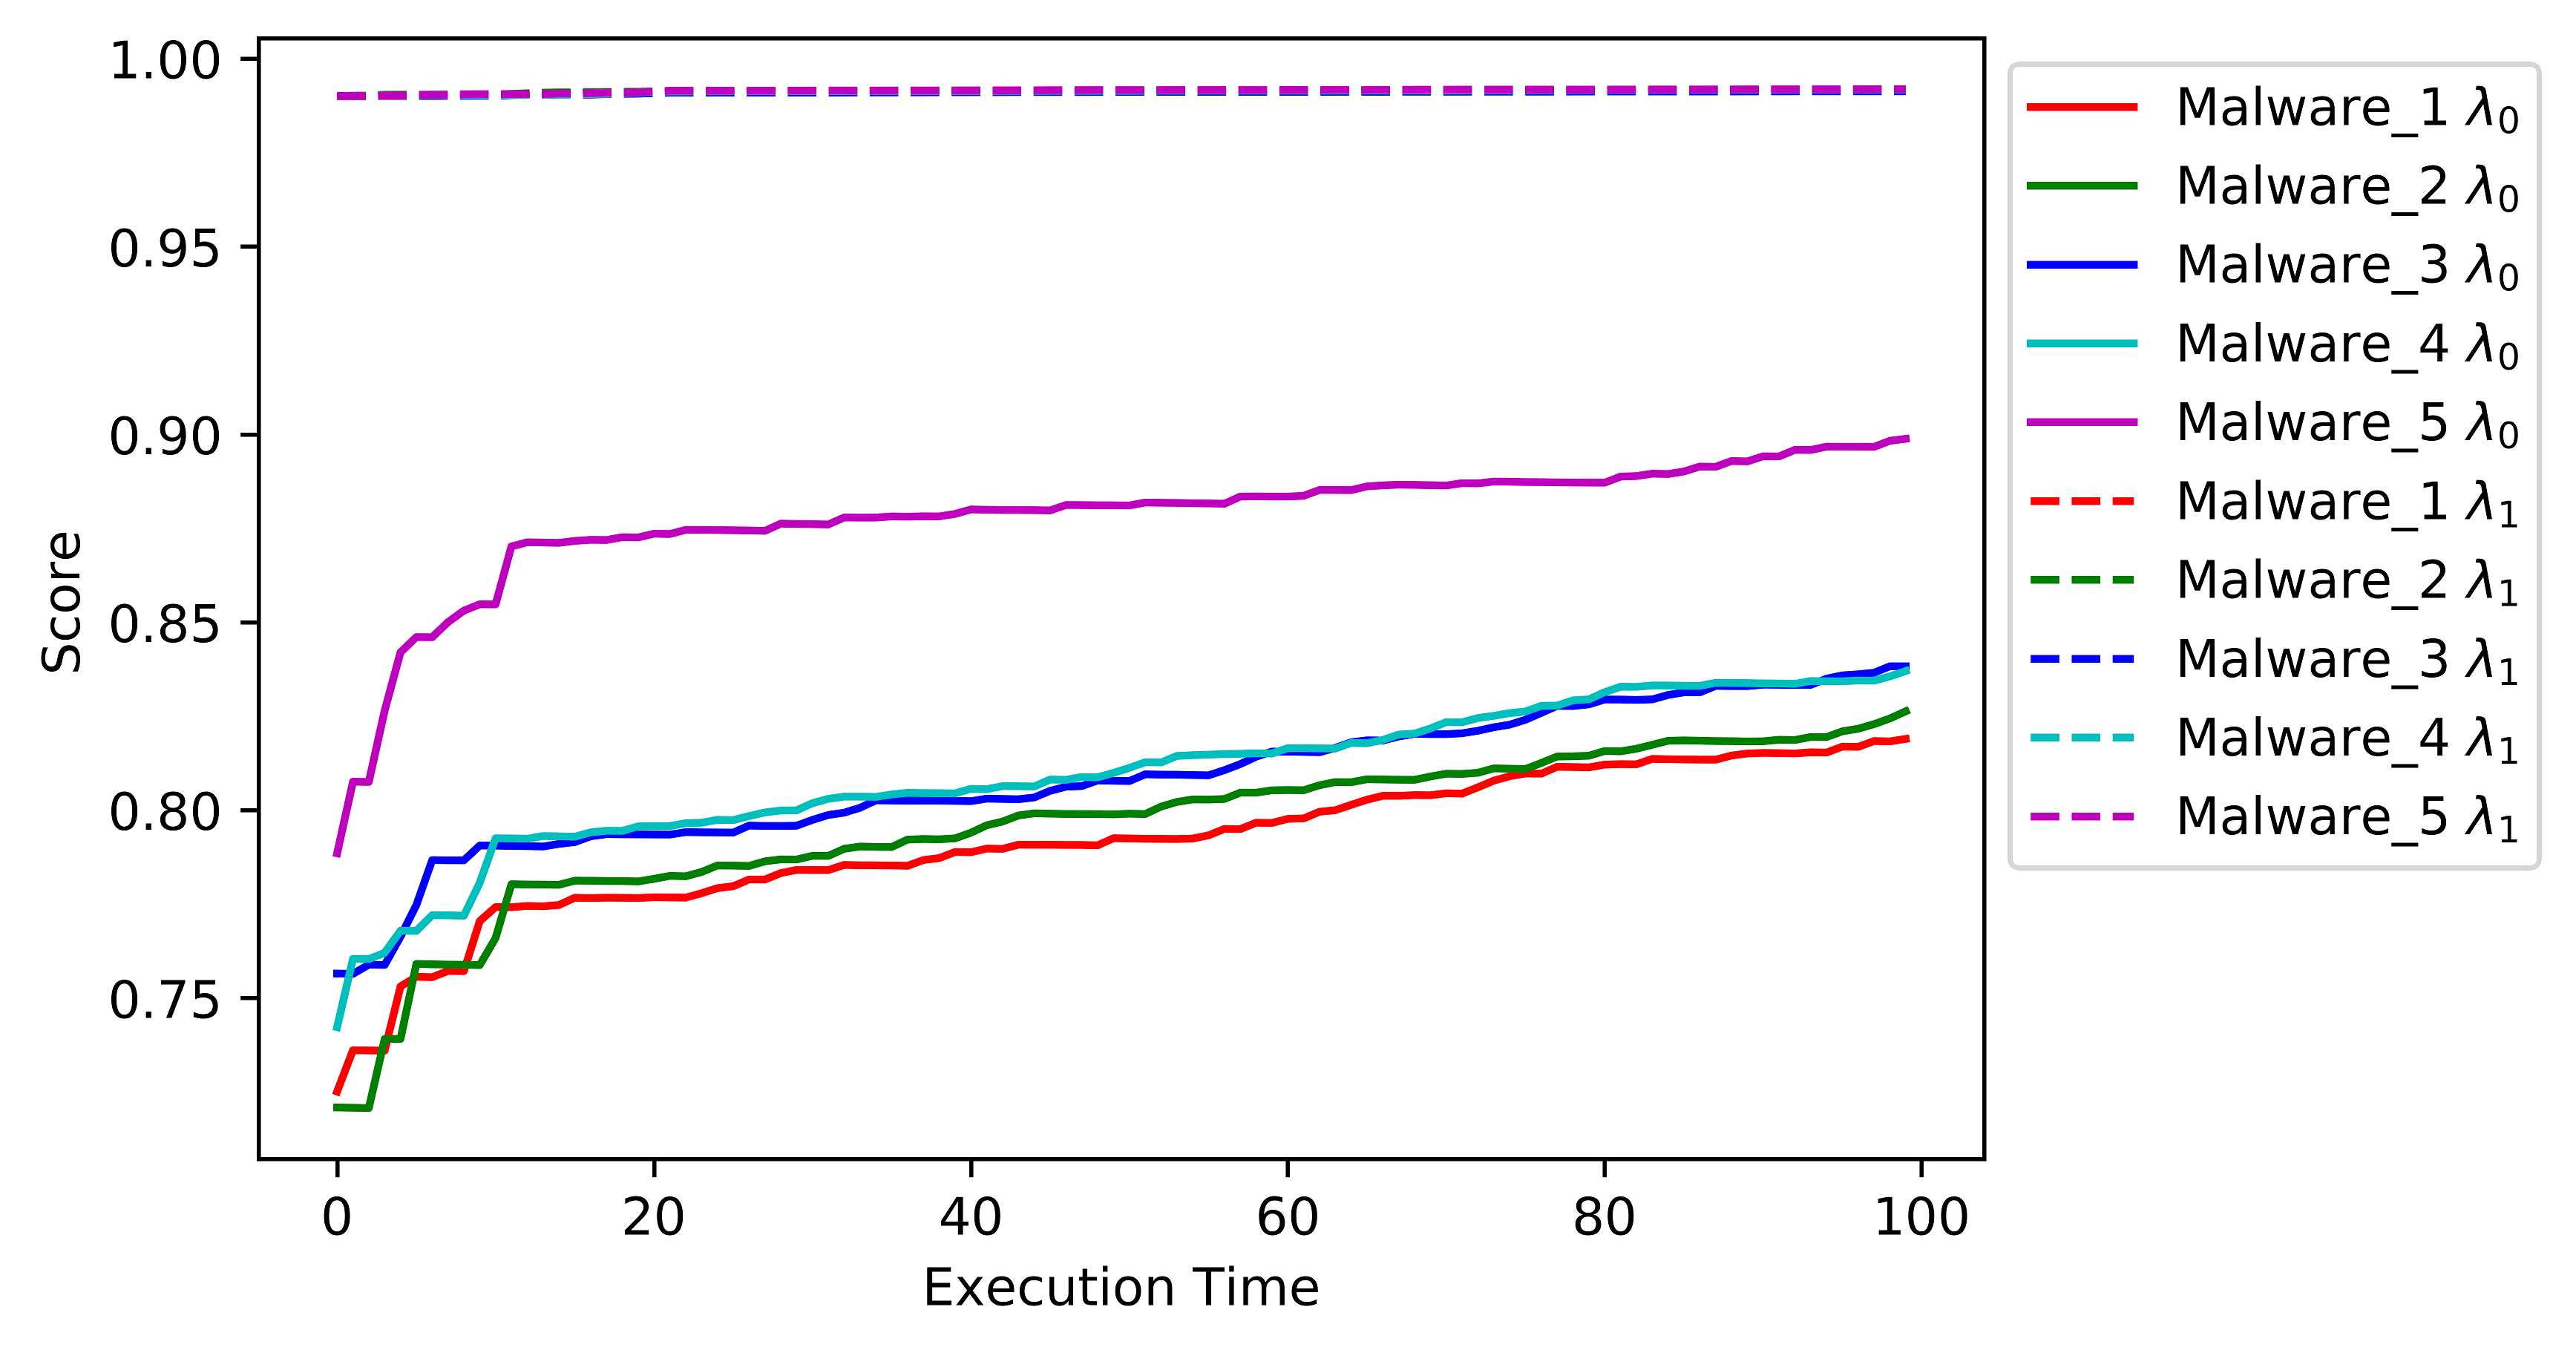 1.00
0.95
0.90
0.85
0.80
0.75
Score
0
20
40
60
80
100
Execution Time
Malware_1 λ₀
Malware_2 λ₀
Malware_3 λ₀
Malware_4 λ₀
Malware_5 λ₀
Malware_1 λ₁
Malware_2 λ₁
Malware_3 λ₁
Malware_4 λ₁
Malware_5 λ₁